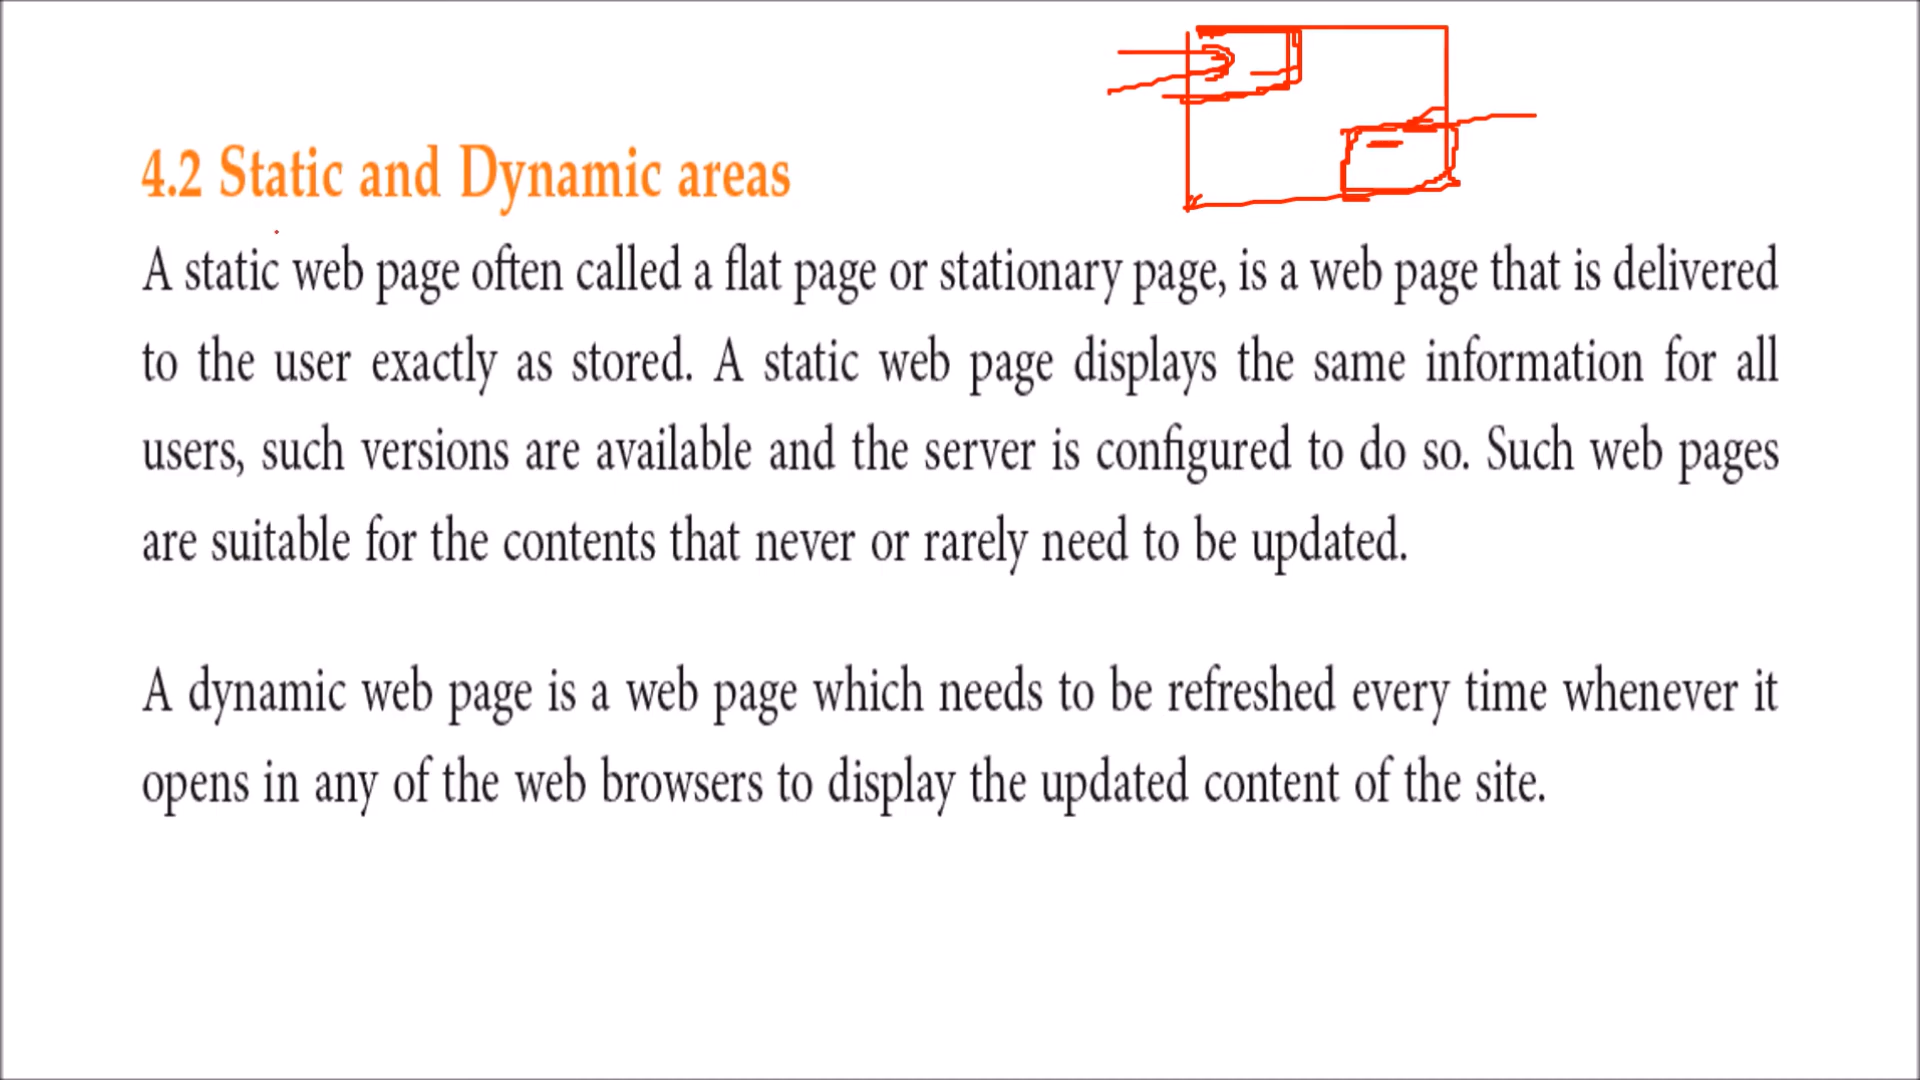 4.2 Static and Dynamic areas
A static web page often called a flat page or stationary page, is a web page that is delivered
to the user exactly as stored. A static web page displays the same information for all
users, such versions are available and the server is configured to do so. Such web pages
are suitable for the contents that never or rarely need to be updated.
A dynamic web page is a web page which needs to be refreshed every time whenever it
opens in any of the web browsers to display the updated content of the site.